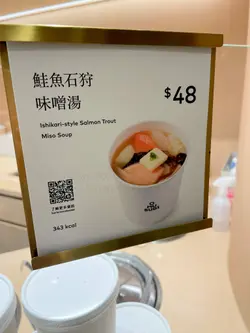 鮭魚石狩
味噌湯
$48
Ishikari-style Salmon Trout
Miso Soup
343 kcal